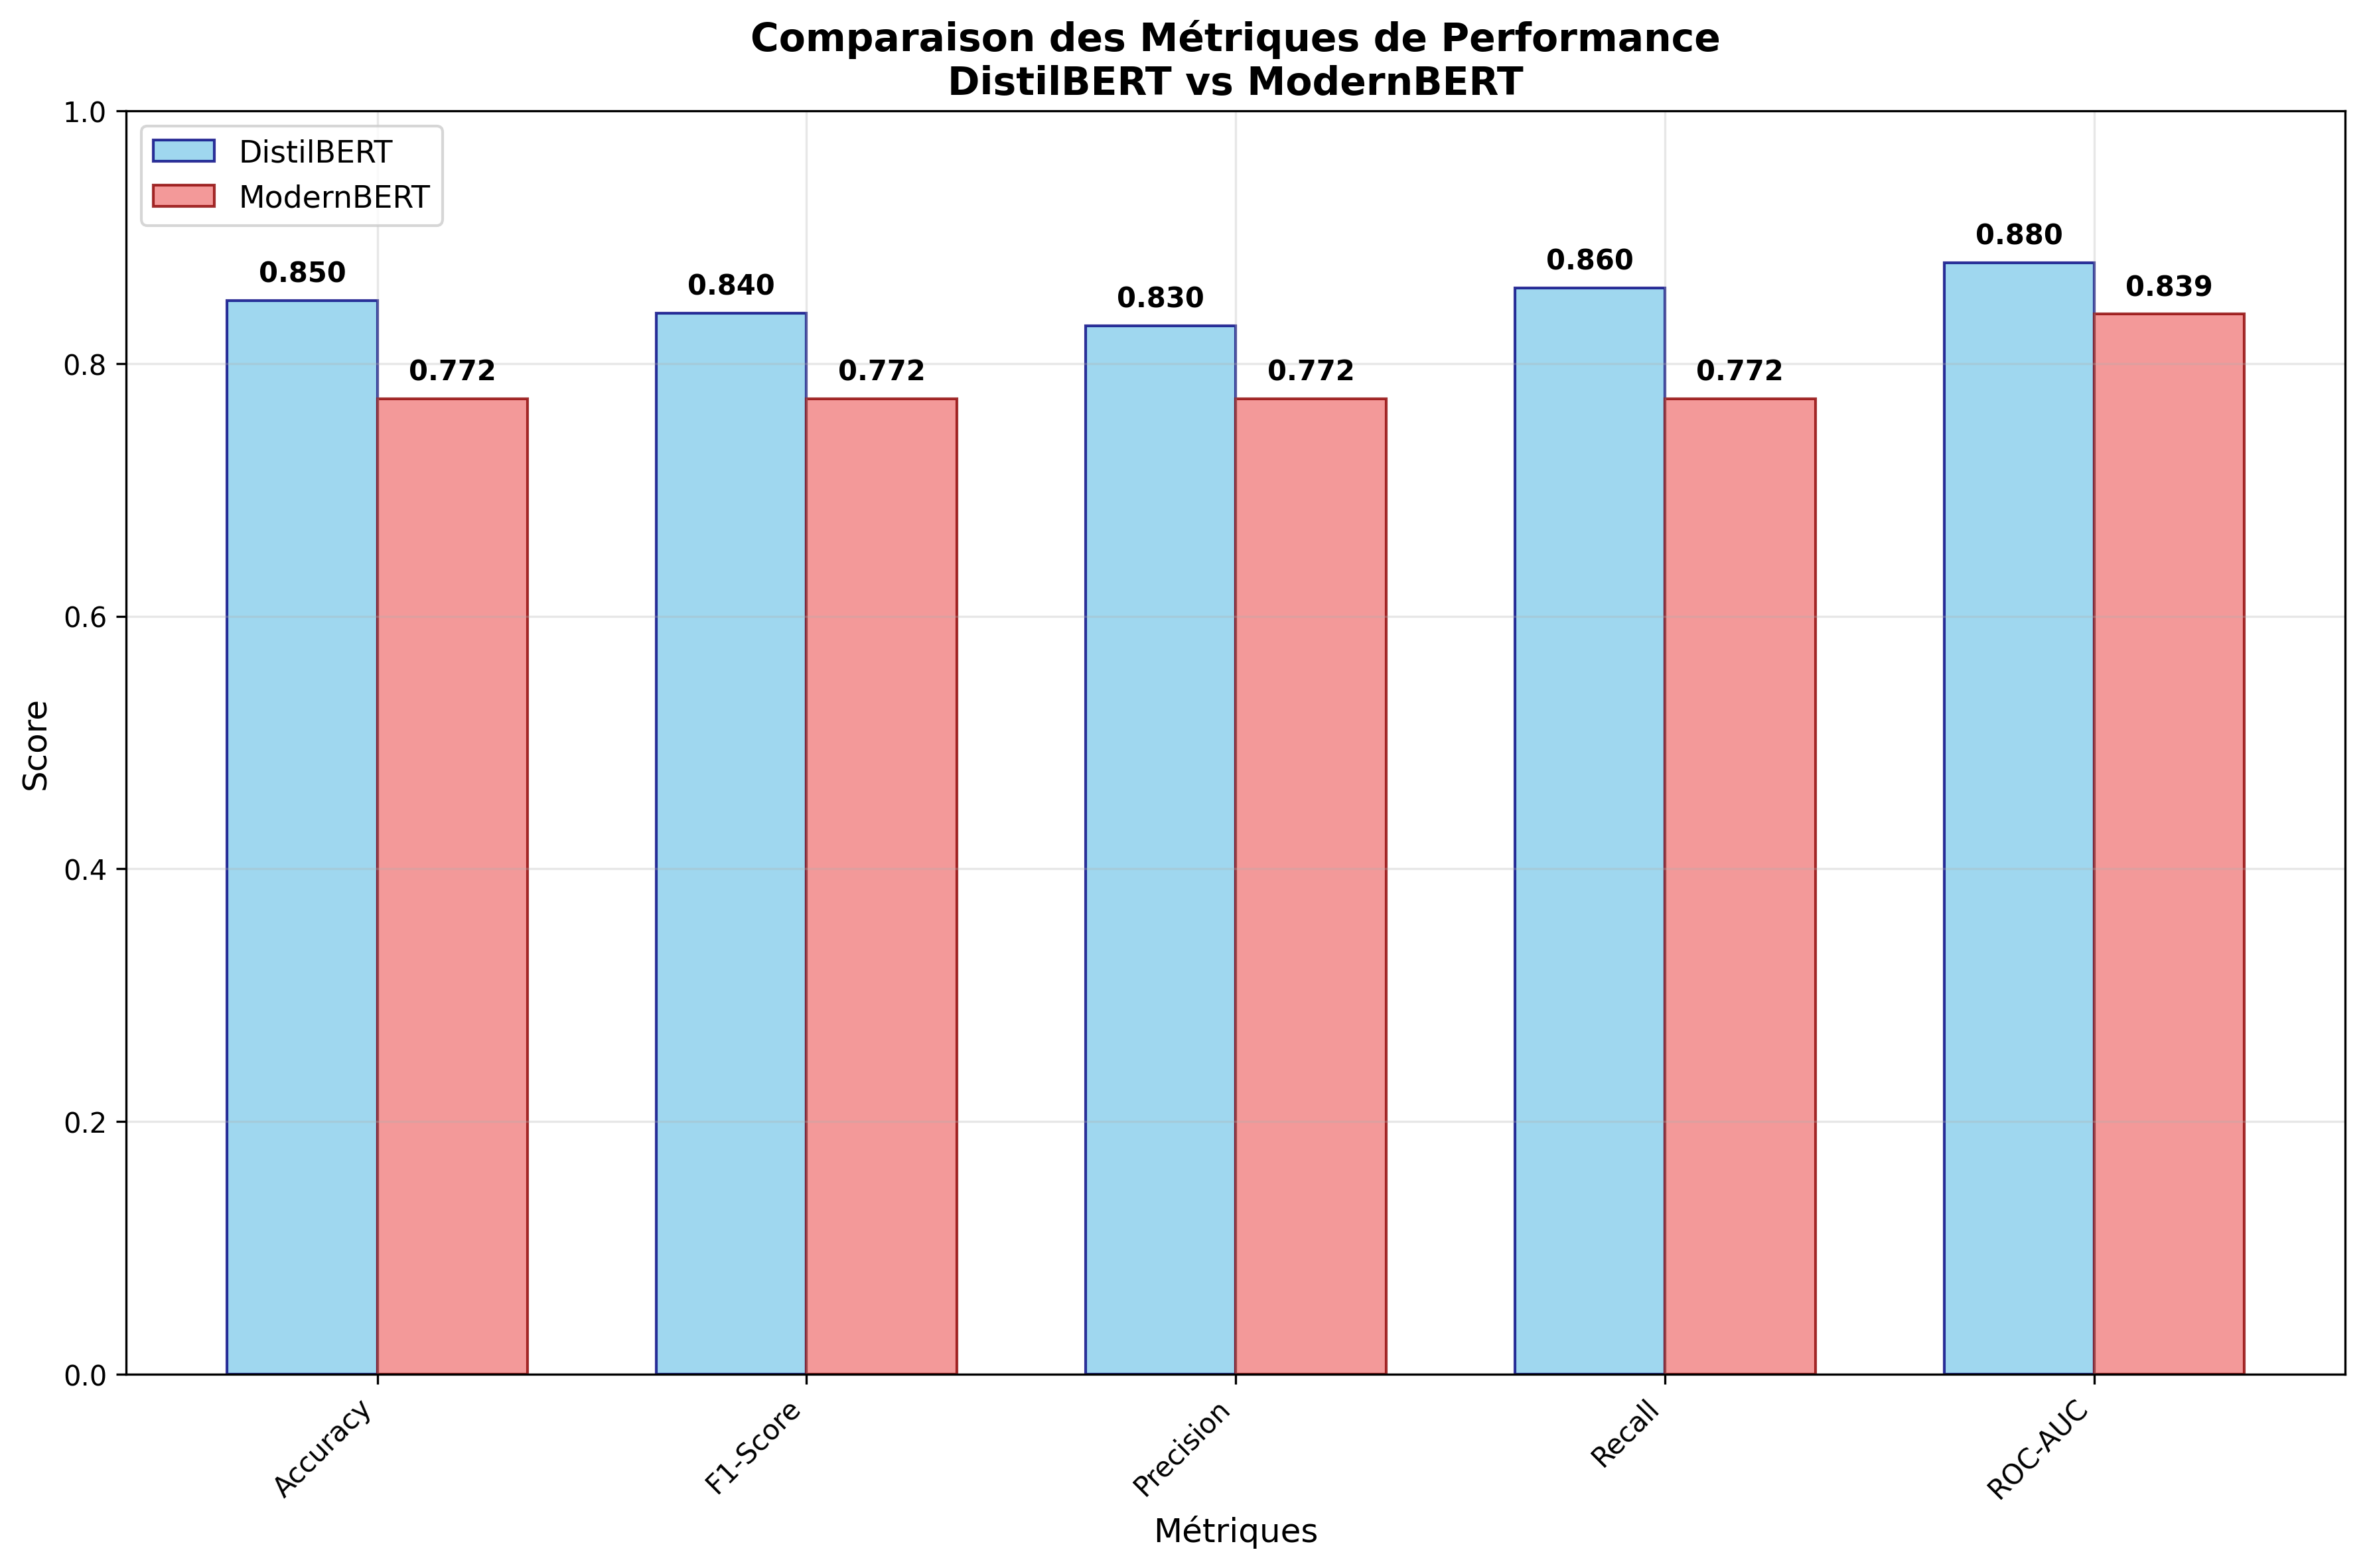 Comparaison des Métriques de Performance
DistilBERT vs ModernBERT
DistilBERT
ModernBERT
1.0
0.8
0.6
0.4
0.2
0.0
Score
0.850
0.772
0.840
0.772
0.830
0.772
0.860
0.772
0.880
0.839
Accuracy
F1-Score
Precision
Recall
ROC-AUC
Métriques